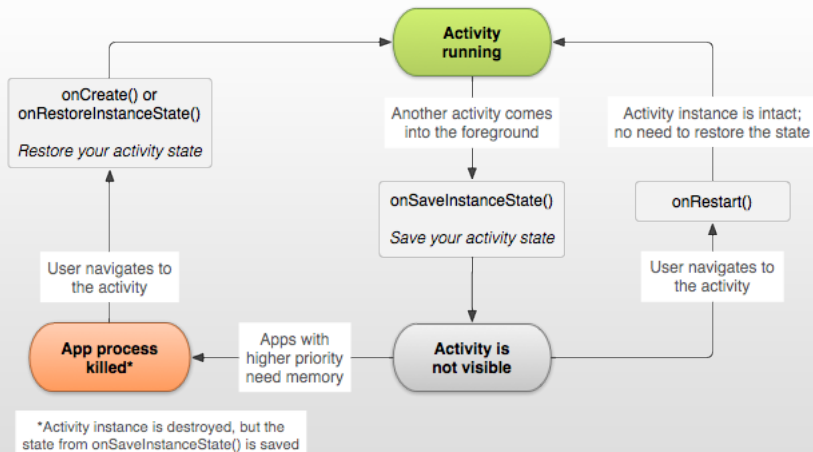 Activity
running
onCreate() or
onRestoreInstanceState()
Restore your activity state
Another activity comes
into the foreground
Activity instance is intact;
no need to restore the state
onSaveInstanceState()
Save your activity state
onRestart()
User navigates to
the activity
User navigates to
the activity
App process
killed*
Apps with
higher priority
need memory
Activity is
not visible
*Activity instance is destroyed, but the
state from onSaveInstanceState() is saved